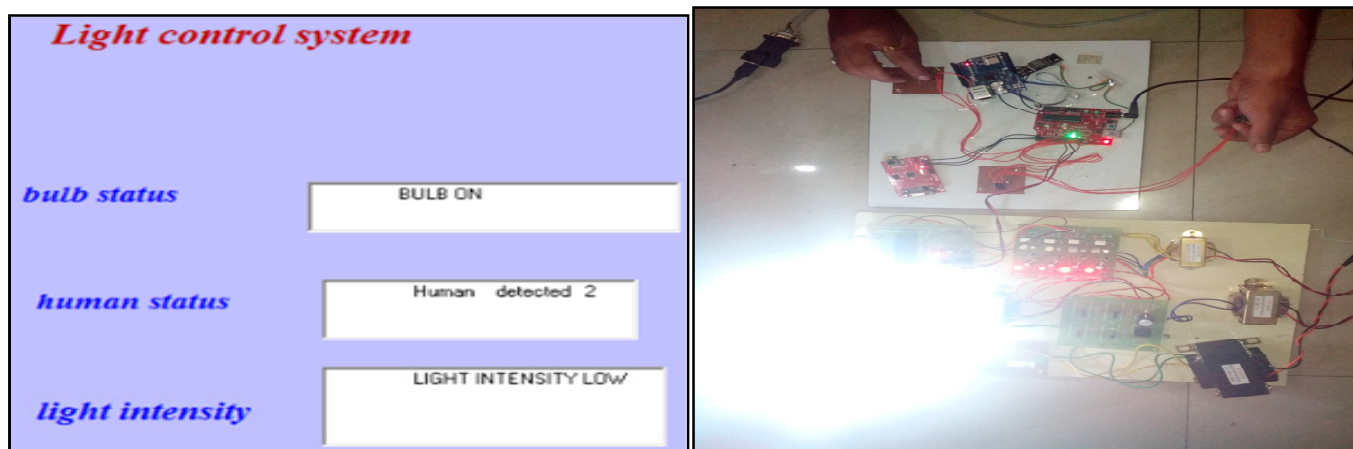 Light control system
bulb status
BULB ON
human status
Human detected 2
light intensity
LIGHT INTENSITY LOW